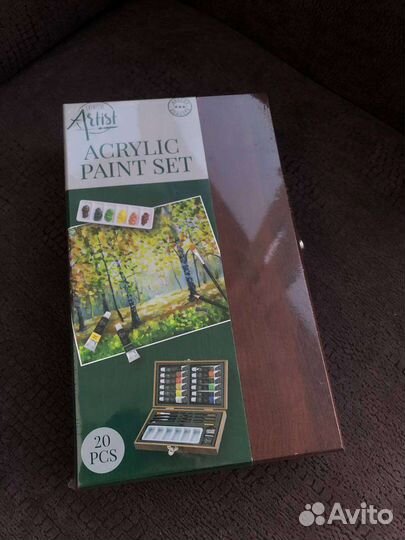 Artist
ACRYLIC
PAINT SET
20
PCS
Avito